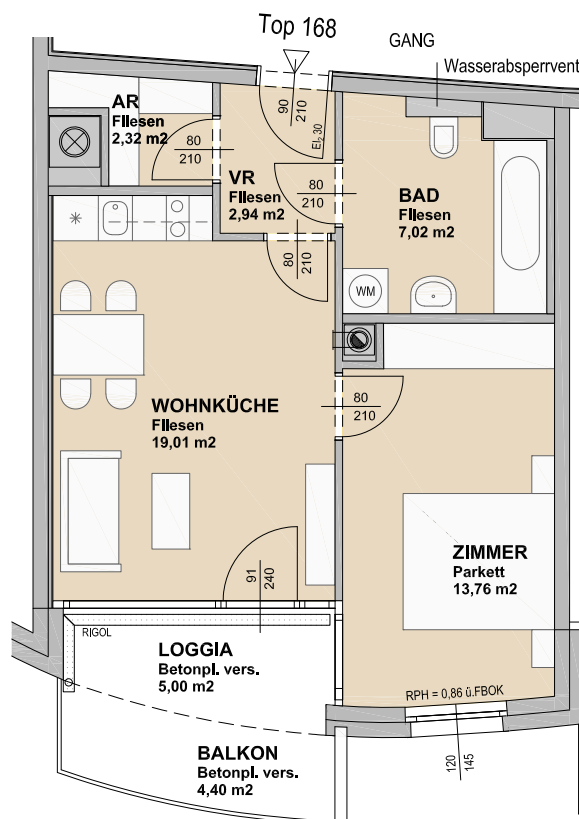 Top 168
GANG
Wasserabsperrvent
AR
Fliesen
2,32 m2
90
210
EI₂ 30
80
210
VR
Fliesen
2,94 m2
80
210
BAD
Fliesen
7,02 m2
80
210
WM
WOHNKÜCHE
Fliesen
19,01 m2
80
210
ZIMMER
Parkett
13,76 m2
91
240
RIGOL
LOGGIA
Betonpl. vers.
5,00 m2
RPH = 0,86 ü.FBOK
BALKON
Betonpl. vers.
4,40 m2
120
145